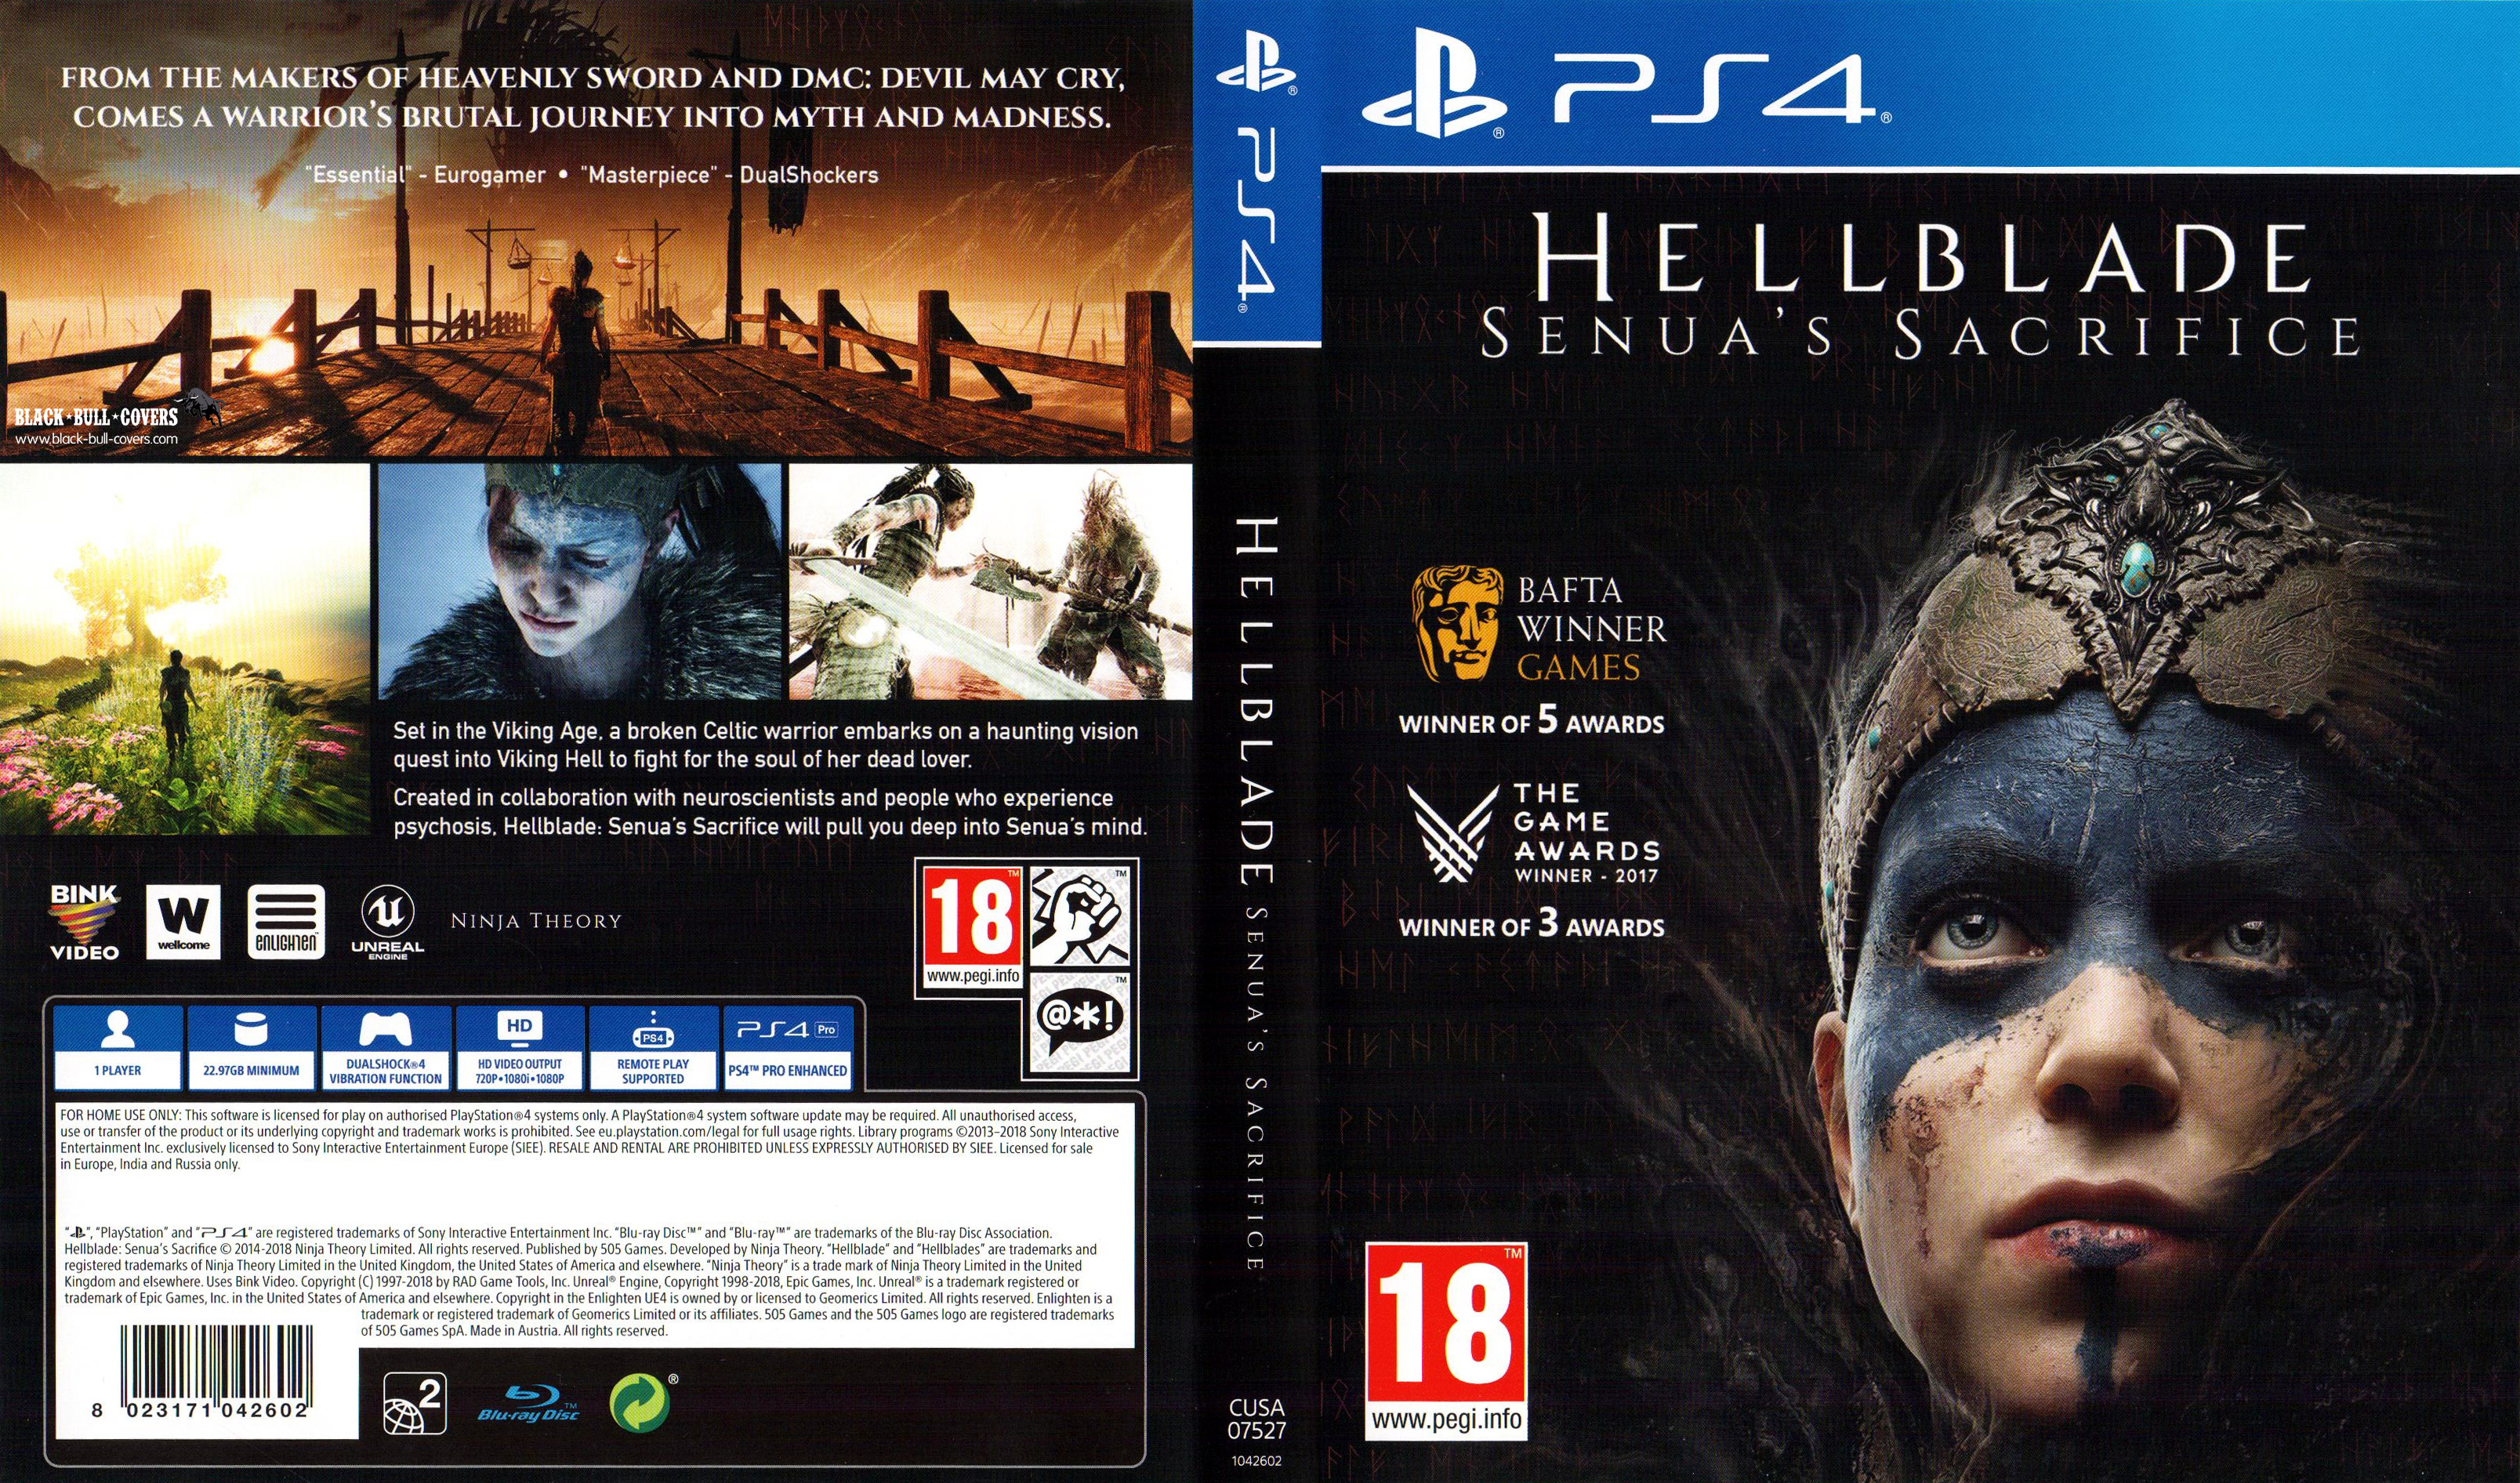 FROM THE MAKERS OF HEAVENLY SWORD AND DMC: DEVIL MAY CRY,
COMES A WARRIOR'S BRUTAL JOURNEY INTO MYTH AND MADNESS.
"Essential" - Eurogamer • "Masterpiece" - DualShockers
BLACK★BULL★COVERS
www.black-bull-covers.com
Set in the Viking Age, a broken Celtic warrior embarks on a haunting vision
quest into Viking Hell to fight for the soul of her dead lover.
Created in collaboration with neuroscientists and people who experience
psychosis, Hellblade: Senua's Sacrifice will pull you deep into Senua's mind.
BINK
VIDEO
W
wellcome
ENLIGHTEN™
UNREAL
ENGINE
NINJA THEORY
18™
www.pegi.info
™
@*!™
HD
PS4
PS4 Pro
1 PLAYER
22.97GB MINIMUM
DUALSHOCK®4
VIBRATION FUNCTION
HD VIDEO OUTPUT
720P•1080i•1080P
REMOTE PLAY
SUPPORTED
PS4™ PRO ENHANCED
FOR HOME USE ONLY: This software is licensed for play on authorised PlayStation®4 systems only. A PlayStation®4 system software update may be required. All unauthorised access,
use or transfer of the product or its underlying copyright and trademark works is prohibited. See eu.playstation.com/legal for full usage rights. Library programs ©2013–2018 Sony Interactive
Entertainment Inc. exclusively licensed to Sony Interactive Entertainment Europe (SIEE). RESALE AND RENTAL ARE PROHIBITED UNLESS EXPRESSLY AUTHORISED BY SIEE. Licensed for sale
in Europe, India and Russia only.
"", "PlayStation" and "PS4" are registered trademarks of Sony Interactive Entertainment Inc. "Blu-ray Disc™" and "Blu-ray™" are trademarks of the Blu-ray Disc Association.
Hellblade: Senua's Sacrifice © 2014-2018 Ninja Theory Limited. All rights reserved. Published by 505 Games. Developed by Ninja Theory. "Hellblade" and "Hellblades" are trademarks and
registered trademarks of Ninja Theory Limited in the United Kingdom, the United States of America and elsewhere. "Ninja Theory" is a trade mark of Ninja Theory Limited in the United
Kingdom and elsewhere. Uses Bink Video. Copyright (C) 1997-2018 by RAD Game Tools, Inc. Unreal® Engine, Copyright 1998-2018, Epic Games, Inc. Unreal® is a trademark registered or
trademark of Epic Games, Inc. in the United States of America and elsewhere. Copyright in the Enlighten UE4 is owned by or licensed to Geomerics Limited. All rights reserved. Enlighten is a
trademark or registered trademark of Geomerics Limited or its affiliates. 505 Games and the 505 Games logo are registered trademarks
of 505 Games SpA. Made in Austria. All rights reserved.
8 023171 042602
2
Blu-ray Disc™
®
®
PS4®
HELLBLADE SENUA'S SACRIFICE
CUSA
07527
1042602
®
PS4®
HELLBLADE
SENUA'S SACRIFICE
BAFTA
WINNER
GAMES
WINNER OF 5 AWARDS
THE
GAME
AWARDS
WINNER - 2017
WINNER OF 3 AWARDS
18™
www.pegi.info